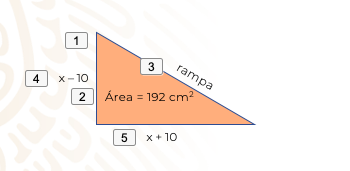 1
3 rampa
4 x – 10
2 Área = 192 cm²
5 x + 10